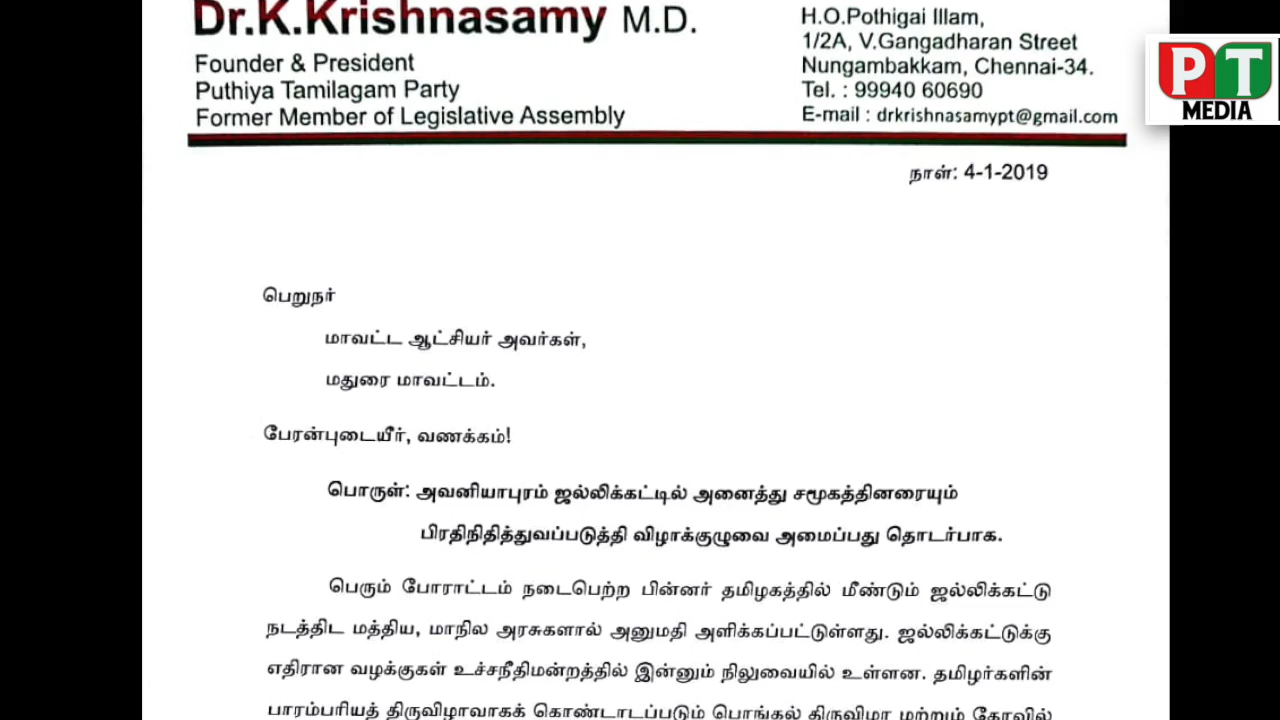 Dr.K.Krishnasamy M.D.
Founder & President
Puthiya Tamilagam Party
Former Member of Legislative Assembly
H.O.Pothigai Illam,
1/2A, V.Gangadharan Street
Nungambakkam, Chennai-34.
Tel. : 99940 60690
E-mail : drkrishnasamypt@gmail.com
PT
MEDIA
நாள்: 4-1-2019
பெறுநர்
மாவட்ட ஆட்சியர் அவர்கள்,
மதுரை மாவட்டம்.
பேரன்புடையீர், வணக்கம்!
பொருள்: அவனியாபுரம் ஜல்லிக்கட்டில் அனைத்து சமூகத்தினரையும்
பிரதிநிதித்துவப்படுத்தி விழாக்குழுவை அமைப்பது தொடர்பாக.
பெரும் போராட்டம் நடைபெற்ற பின்னர் தமிழகத்தில் மீண்டும் ஜல்லிக்கட்டு
நடத்திட மத்திய, மாநில அரசுகளால் அனுமதி அளிக்கப்பட்டுள்ளது. ஜல்லிக்கட்டுக்கு
எதிரான வழக்குகள் உச்சநீதிமன்றத்தில் இன்னும் நிலுவையில் உள்ளன. தமிழர்களின்
பாரம்பரியத் திருவிழாவாகக் கொண்டாடப்படும் பொங்கல் திருவிழா மற்றும் கோவில்